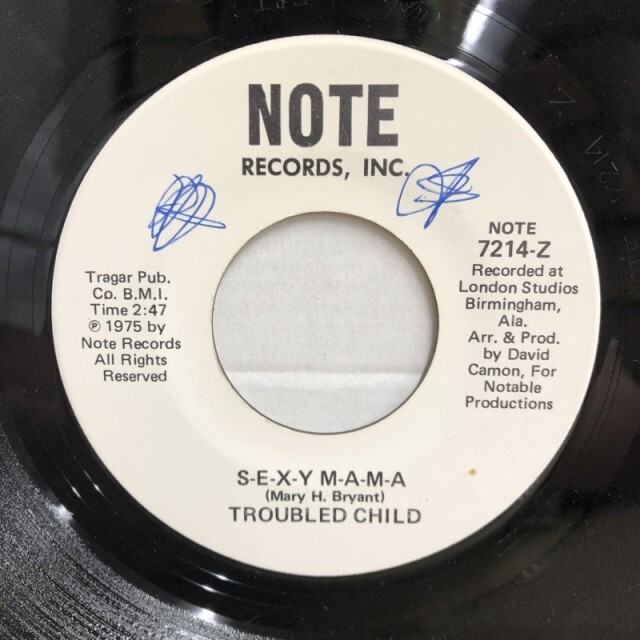 NOTE
RECORDS, INC.
Tragar Pub.
Co. B.M.I.
Time 2:47
℗ 1975 by
Note Records
All Rights
Reserved
NOTE
7214-Z
Recorded at
London Studios
Birmingham,
Ala.
Arr. & Prod.
by David
Camon, For
Notable
Productions
S-E-X-Y M-A-M-A
(Mary H. Bryant)
TROUBLED CHILD